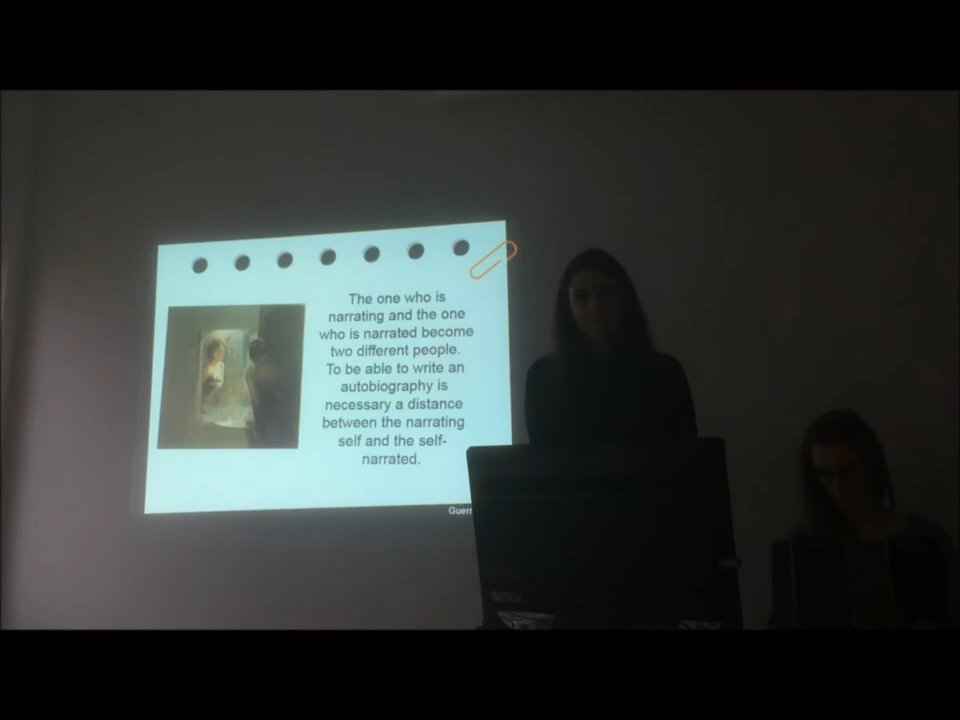 The one who is
narrating and the one
who is narrated become
two different people.
To be able to write an
autobiography is
necessary a distance
between the narrating
self and the self-
narrated.